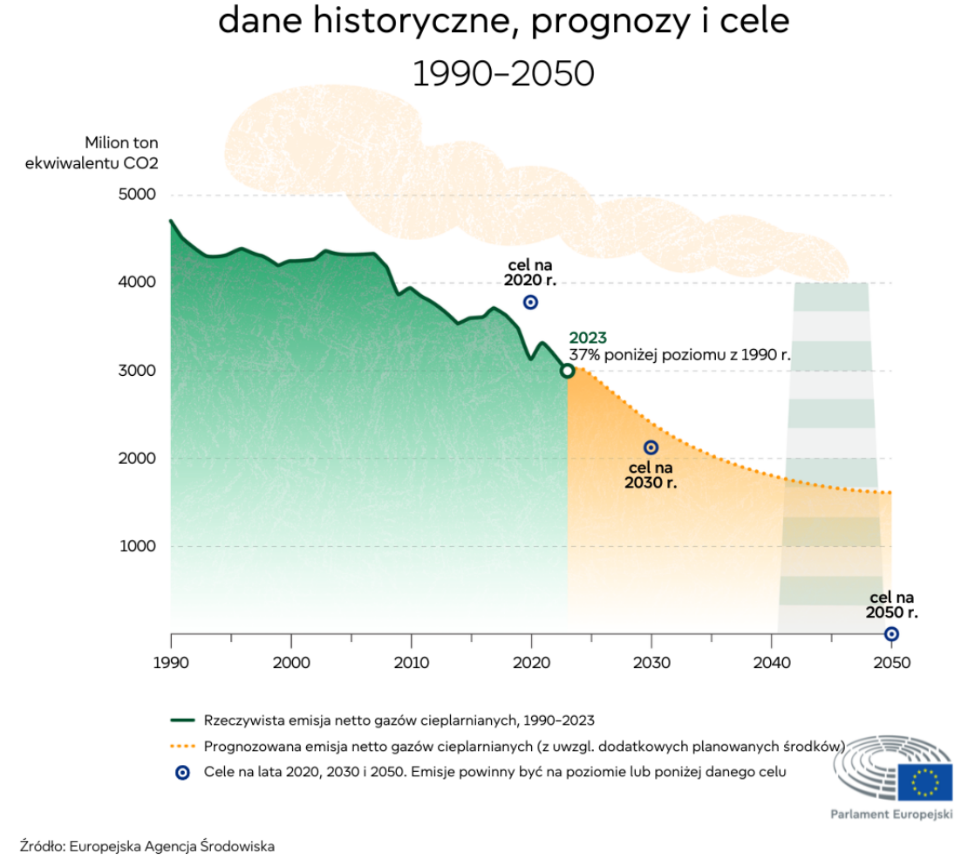 dane historyczne, prognozy i cele
1990–2050
Milion ton
ekwiwalentu CO2
5000
4000
3000
2000
1000
cel na
2020 r.
2023
37% poniżej poziomu z 1990 r.
cel na
2030 r.
cel na
2050 r.
1990
2000
2010
2020
2030
2040
2050
Rzeczywista emisja netto gazów cieplarnianych, 1990–2023
Prognozowana emisja netto gazów cieplarnianych (z uwzgl. dodatkowych planowanych środków)
Cele na lata 2020, 2030 i 2050. Emisje powinny być na poziomie lub poniżej danego celu
Parlament Europejski
Źródło: Europejska Agencja Środowiska